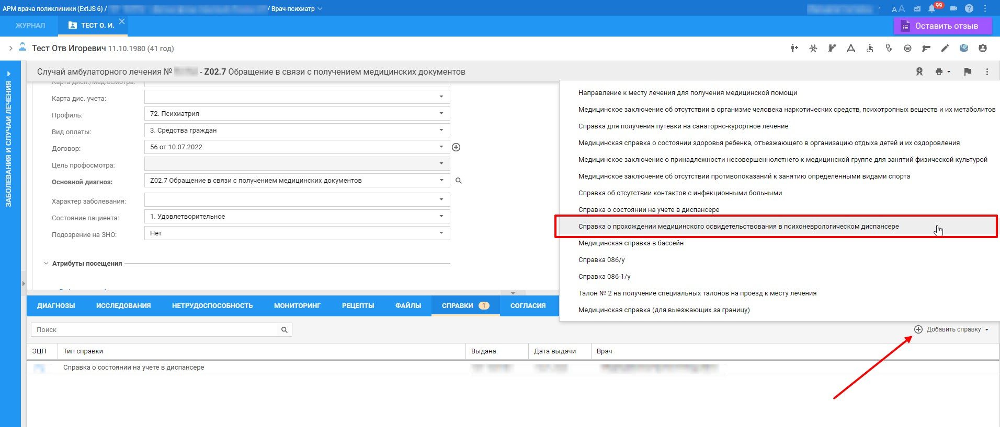 АРМ врача поликлиники (ExtJS 6) / / Врач-психиатр
99
ЖУРНАЛ
ТЕСТ О. И.
Оставить отзыв
Тест Отв Игоревич 11.10.1980 (41 год)
ЗАБОЛЕВАНИЯ И СЛУЧАИ ЛЕЧЕНИЯ
Случай амбулаторного лечения № - Z02.7 Обращение в связи с получением медицинских документов
Карта дисп./мед.осмотра:
Карта дис. учета:
Профиль: 72. Психиатрия
Вид оплаты: 3. Средства граждан
Договор: 56 от 10.07.2022
Цель профосмотра:
Основной диагноз: Z02.7 Обращение в связи с получением медицинских документов
Характер заболевания:
Состояние пациента: 1. Удовлетворительное
Подозрение на ЗНО: Нет
Атрибуты посещения
Направление к месту лечения для получения медицинской помощи
Медицинское заключение об отсутствии в организме человека наркотических средств, психотропных веществ и их метаболитов
Справка для получения путевки на санаторно-курортное лечение
Медицинская справка о состоянии здоровья ребенка, отъезжающего в организацию отдыха детей и их оздоровления
Медицинское заключение о принадлежности несовершеннолетнего к медицинской группе для занятий физической культурой
Медицинское заключение об отсутствии противопоказаний к занятию определенными видами спорта
Справка об отсутствии контактов с инфекционными больными
Справка о состоянии на учете в диспансере
Справка о прохождении медицинского освидетельствования в психоневрологическом диспансере
Медицинская справка в бассейн
Справка 086/у
Справка 086-1/у
Талон № 2 на получение специальных талонов на проезд к месту лечения
Медицинская справка (для выезжающих за границу)
ДИАГНОЗЫ ИССЛЕДОВАНИЯ НЕТРУДОСПОСОБНОСТЬ МОНИТОРИНГ РЕЦЕПТЫ ФАЙЛЫ СПРАВКИ 1 СОГЛАСИЯ
Поиск
Добавить справку
ЭЦП Тип справки Выдана Дата выдачи Врач
Справка о состоянии на учете в диспансере